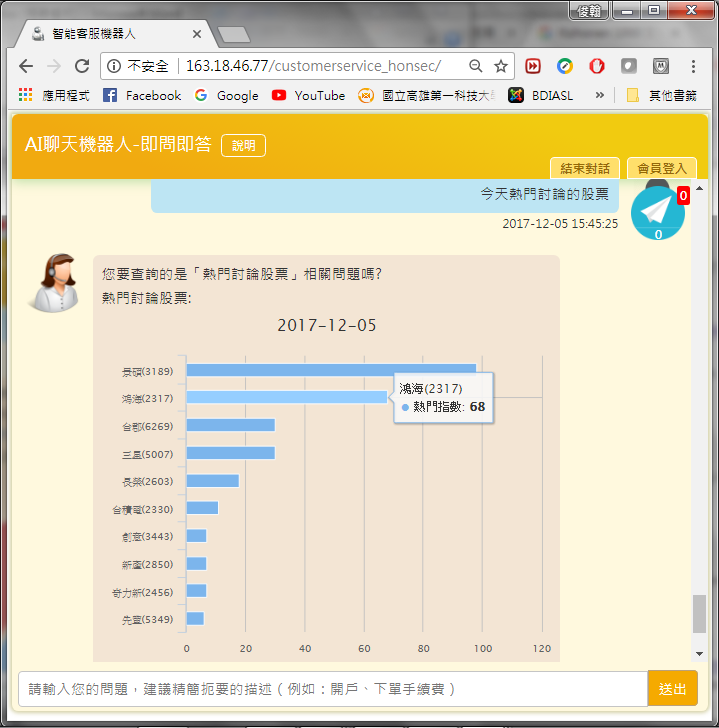 俊翰
智能客服機器人
不安全 163.18.46.77/customerservice_honsec/
應用程式 Facebook Google YouTube 國立高雄第一科技大 BDIASL » 其他書籤
AI聊天機器人-即問即答 說明
結束對話 會員登入
今天熱門討論的股票
0
0
2017-12-05 15:45:25
您要查詢的是「熱門討論股票」相關問題嗎?
熱門討論股票:
2017-12-05
景碩(3189)
鴻海(2317)
鴻海(2317)
熱門指數: 68
台郡(6269)
三星(5007)
長榮(2603)
台積電(2330)
創意(3443)
新產(2850)
奇力新(2456)
先豐(5349)
0 20 40 60 80 100 120
請輸入您的問題，建議精簡扼要的描述（例如：開戶、下單手續費）
送出